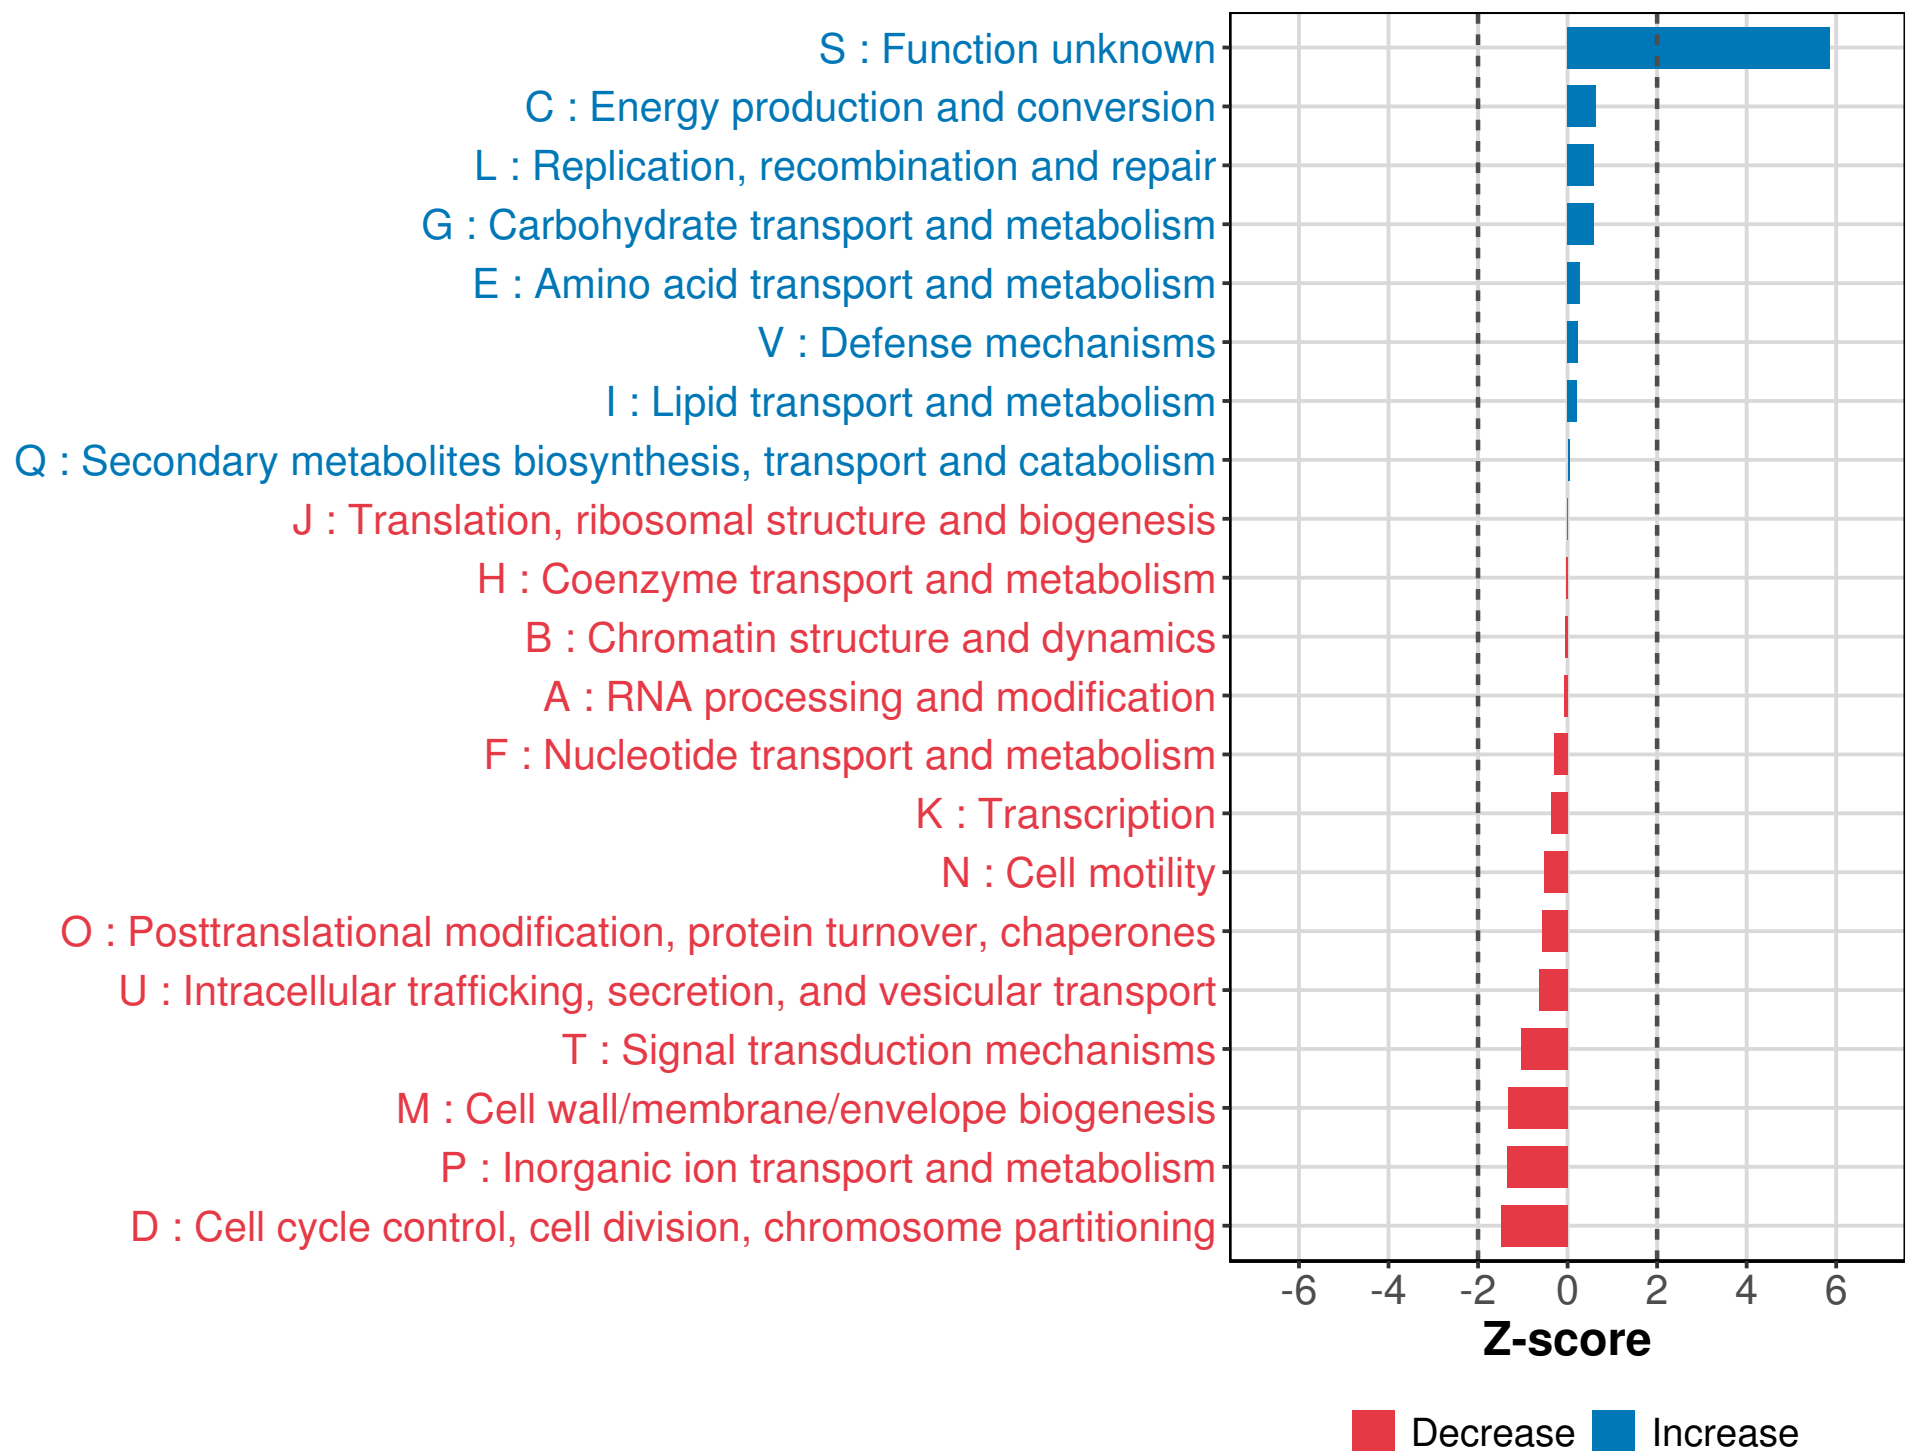 S : Function unknown
C : Energy production and conversion
L : Replication, recombination and repair
G : Carbohydrate transport and metabolism
E : Amino acid transport and metabolism
V : Defense mechanisms
I : Lipid transport and metabolism
Q : Secondary metabolites biosynthesis, transport and catabolism
J : Translation, ribosomal structure and biogenesis
H : Coenzyme transport and metabolism
B : Chromatin structure and dynamics
A : RNA processing and modification
F : Nucleotide transport and metabolism
K : Transcription
N : Cell motility
O : Posttranslational modification, protein turnover, chaperones
U : Intracellular trafficking, secretion, and vesicular transport
T : Signal transduction mechanisms
M : Cell wall/membrane/envelope biogenesis
P : Inorganic ion transport and metabolism
D : Cell cycle control, cell division, chromosome partitioning
-6 -4 -2 0 2 4 6
Z-score
Decrease Increase